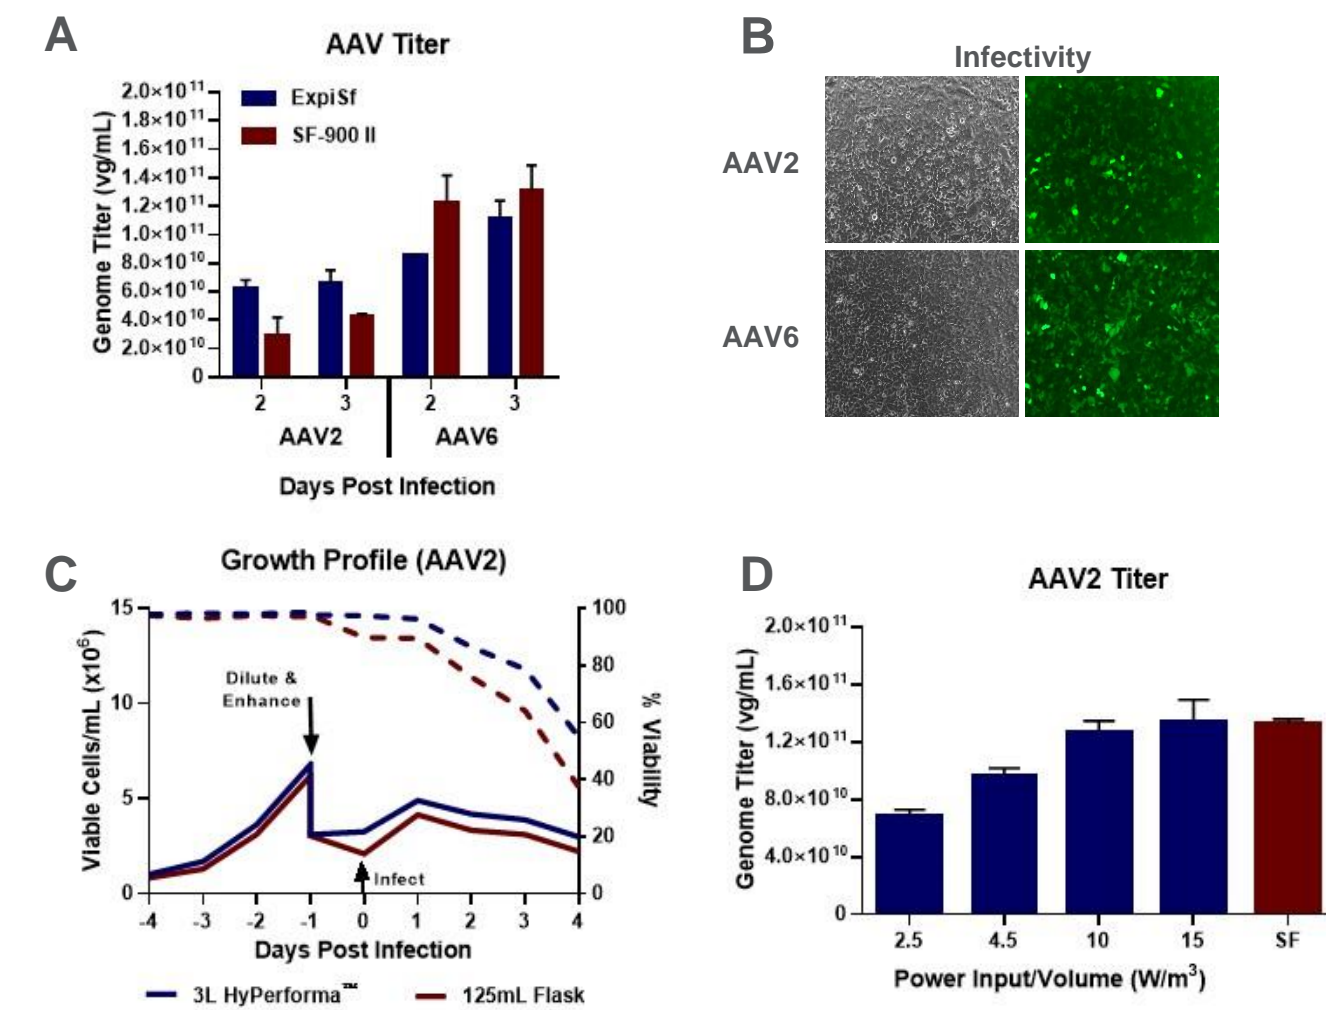 A
AAV Titer
Genome Titer (vg/mL)
2.0×10¹¹
1.8×10¹¹
1.6×10¹¹
1.4×10¹¹
1.2×10¹¹
1.0×10¹¹
8.0×10¹⁰
6.0×10¹⁰
4.0×10¹⁰
2.0×10¹⁰
0
ExpiSf
SF-900 II
2 3 2 3
AAV2 AAV6
Days Post Infection
B
Infectivity
AAV2
AAV6
C
Growth Profile (AAV2)
Viable Cells/mL (x10⁶)
15
10
5
0
Dilute &
Enhance
Infect
100
80
60
40
20
0
% Viability
-4 -3 -2 -1 0 1 2 3 4
Days Post Infection
3L HyPerforma™ 125mL Flask
D
AAV2 Titer
Genome Titer (vg/mL)
2.0×10¹¹
1.6×10¹¹
1.2×10¹¹
8.0×10¹⁰
4.0×10¹⁰
0
2.5 4.5 10 15 SF
Power Input/Volume (W/m³)